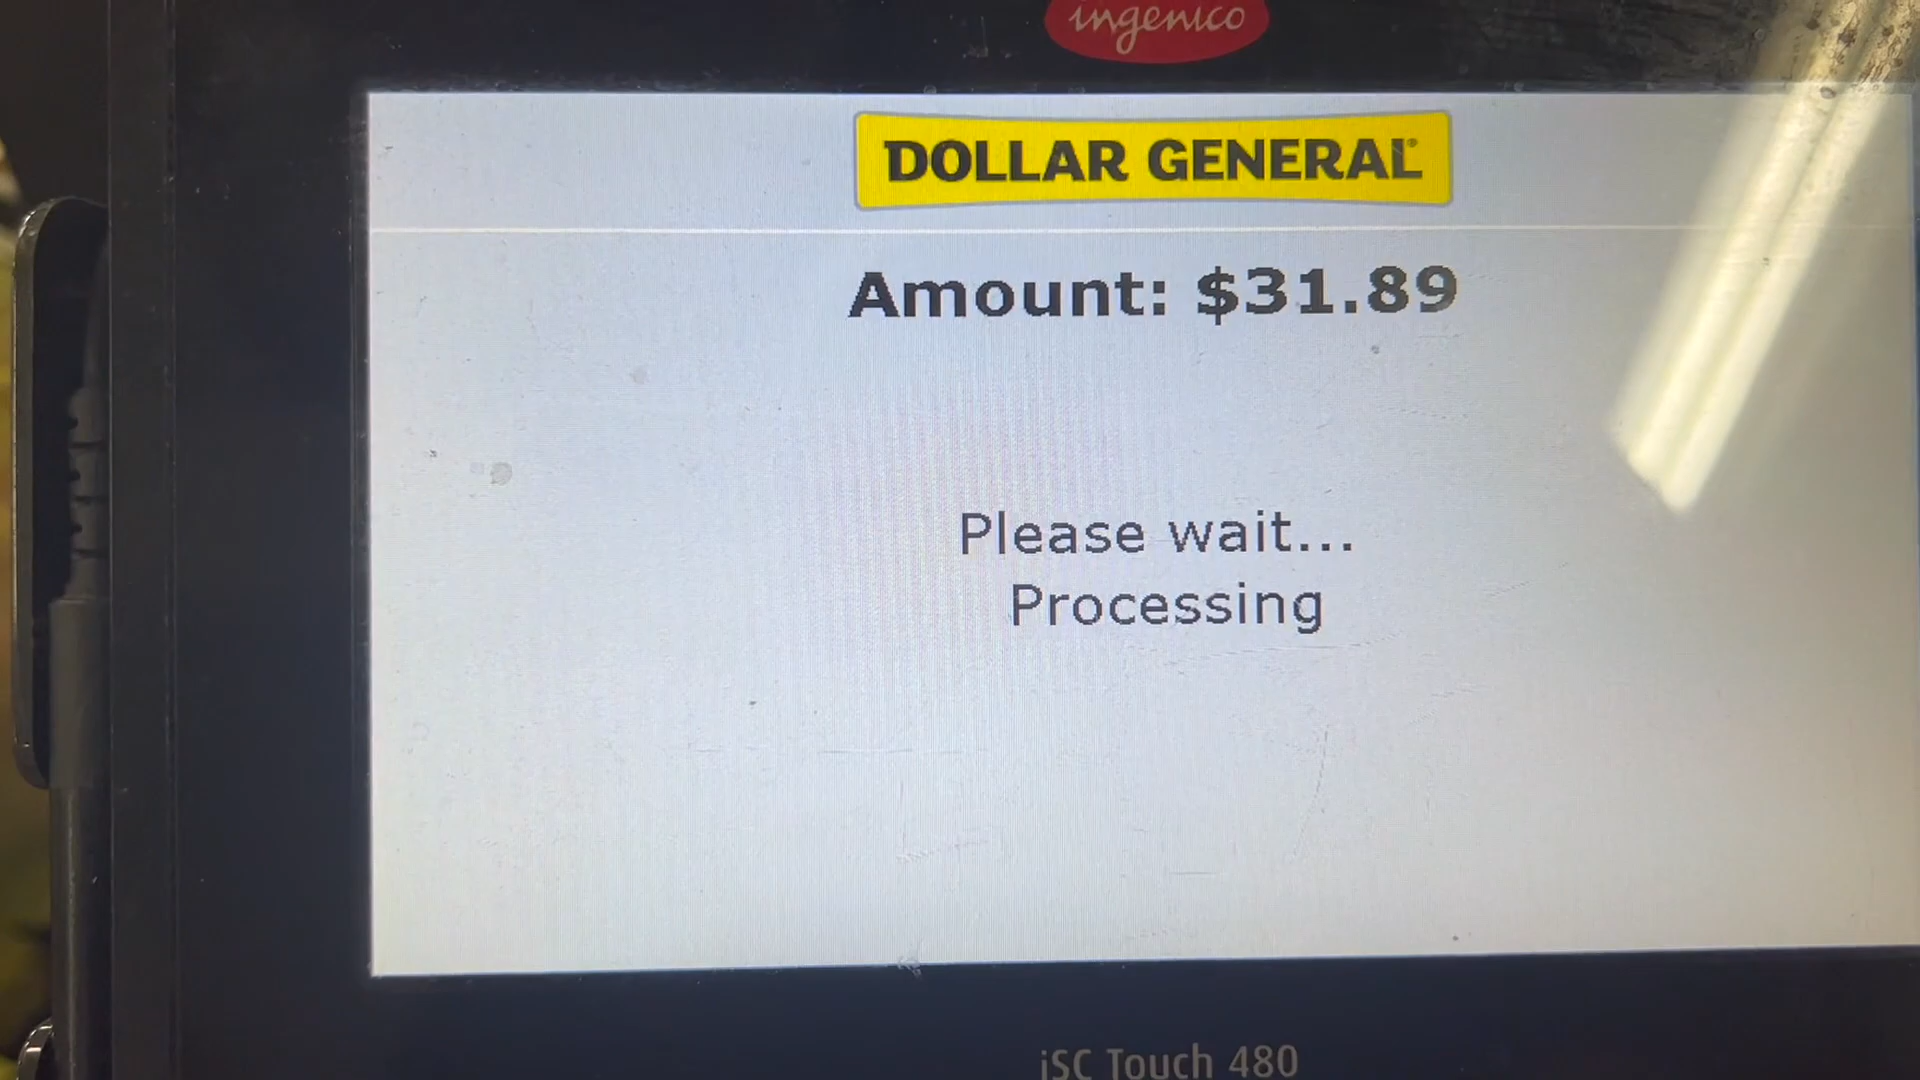 ingenico
DOLLAR GENERAL®
Amount: $31.89
Please wait...
Processing
iSC Touch 480